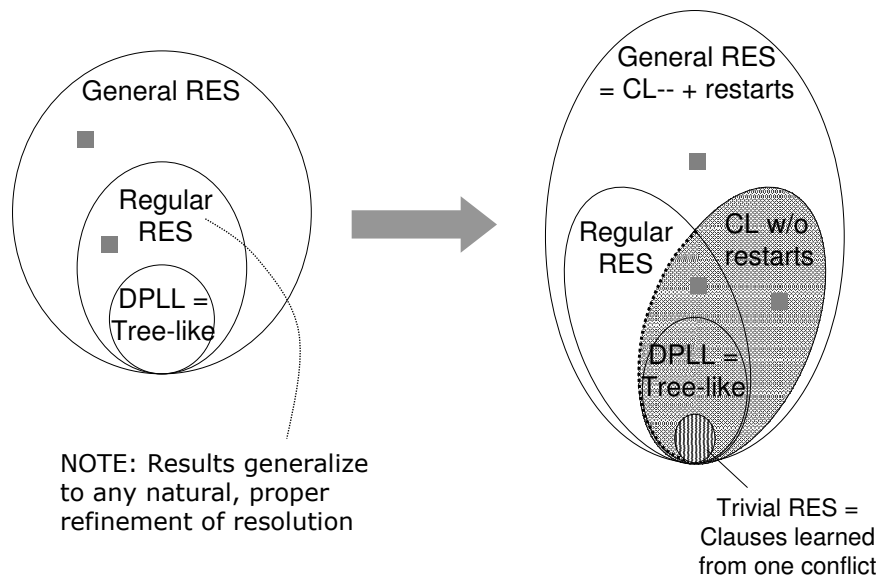 General RES
Regular
RES
DPLL =
Tree-like
NOTE: Results generalize
to any natural, proper
refinement of resolution
General RES
= CL-- + restarts
Regular
RES
CL w/o
restarts
DPLL =
Tree-like
Trivial RES =
Clauses learned
from one conflict